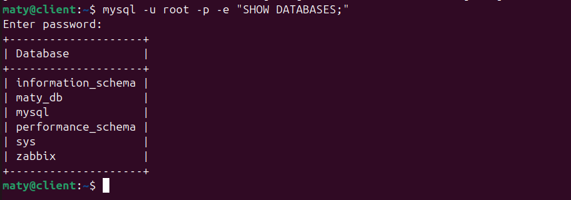 maty@client:~$ mysql -u root -p -e "SHOW DATABASES;"
Enter password:
+--------------------+
| Database           |
+--------------------+
| information_schema |
| maty_db            |
| mysql              |
| performance_schema |
| sys                |
| zabbix             |
+--------------------+
maty@client:~$